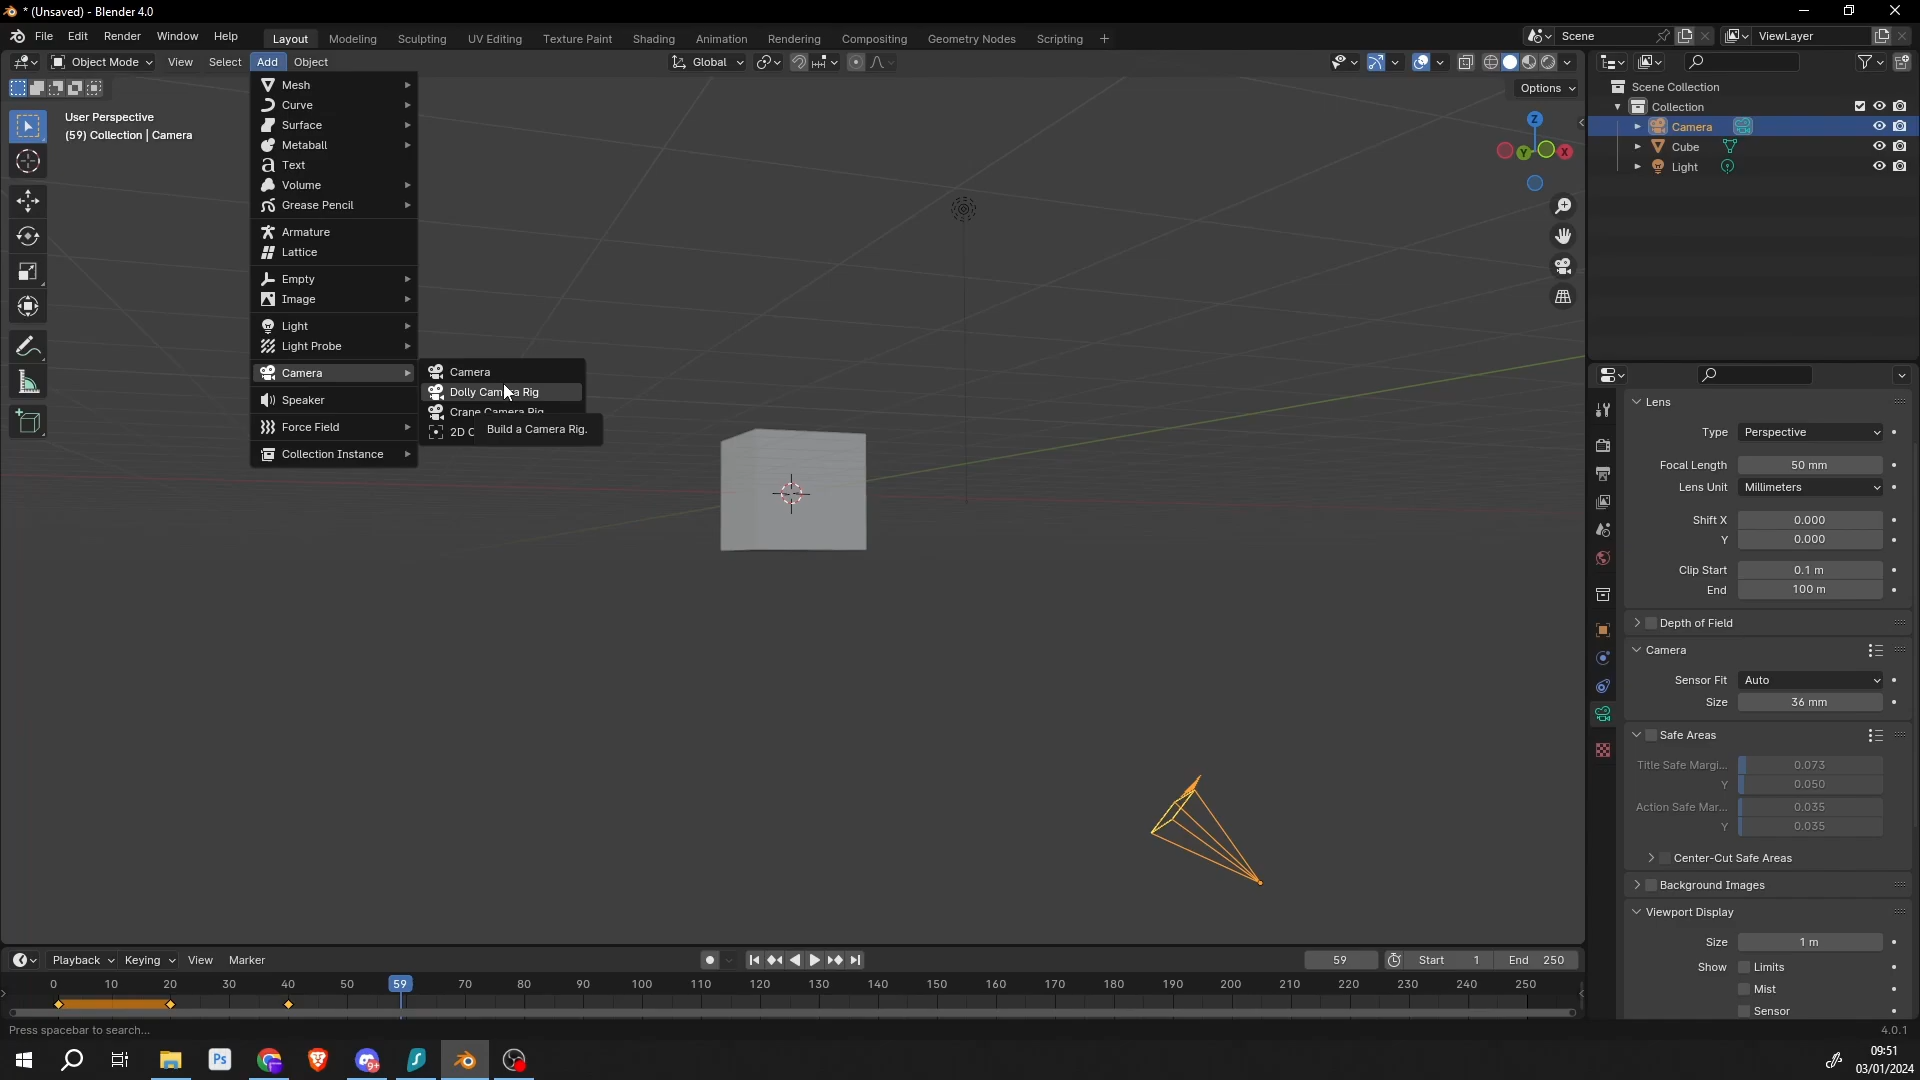 * (Unsaved) - Blender 4.0
File Edit Render Window Help
Layout Modeling Sculpting UV Editing Texture Paint Shading Animation Rendering Compositing Geometry Nodes Scripting +
Scene
ViewLayer
Object Mode View Select Add Object
Global
Options
User Perspective
(59) Collection | Camera
Mesh
Curve
Surface
Metaball
Text
Volume
Grease Pencil
Armature
Lattice
Empty
Image
Light
Light Probe
Camera
Speaker
Force Field
Collection Instance
Camera
Dolly Camera Rig
Crane Camera Rig
2D C
Build a Camera Rig.
Z
Y
X
Scene Collection
Collection
Camera
Cube
Light
Lens
Type Perspective
Focal Length 50 mm
Lens Unit Millimeters
Shift X 0.000
Y 0.000
Clip Start 0.1 m
End 100 m
Depth of Field
Camera
Sensor Fit Auto
Size 36 mm
Safe Areas
Title Safe Margi... 0.073
Y 0.050
Action Safe Mar... 0.035
Y 0.035
Center-Cut Safe Areas
Background Images
Viewport Display
Size 1 m
Show Limits
Mist
Sensor
Playback Keying View Marker
59 Start 1 End 250
0 10 20 30 40 50 59 70 80 90 100 110 120 130 140 150 160 170 180 190 200 210 220 230 240 250
Press spacebar to search...
4.0.1
Ps
9+
09:51
03/01/2024